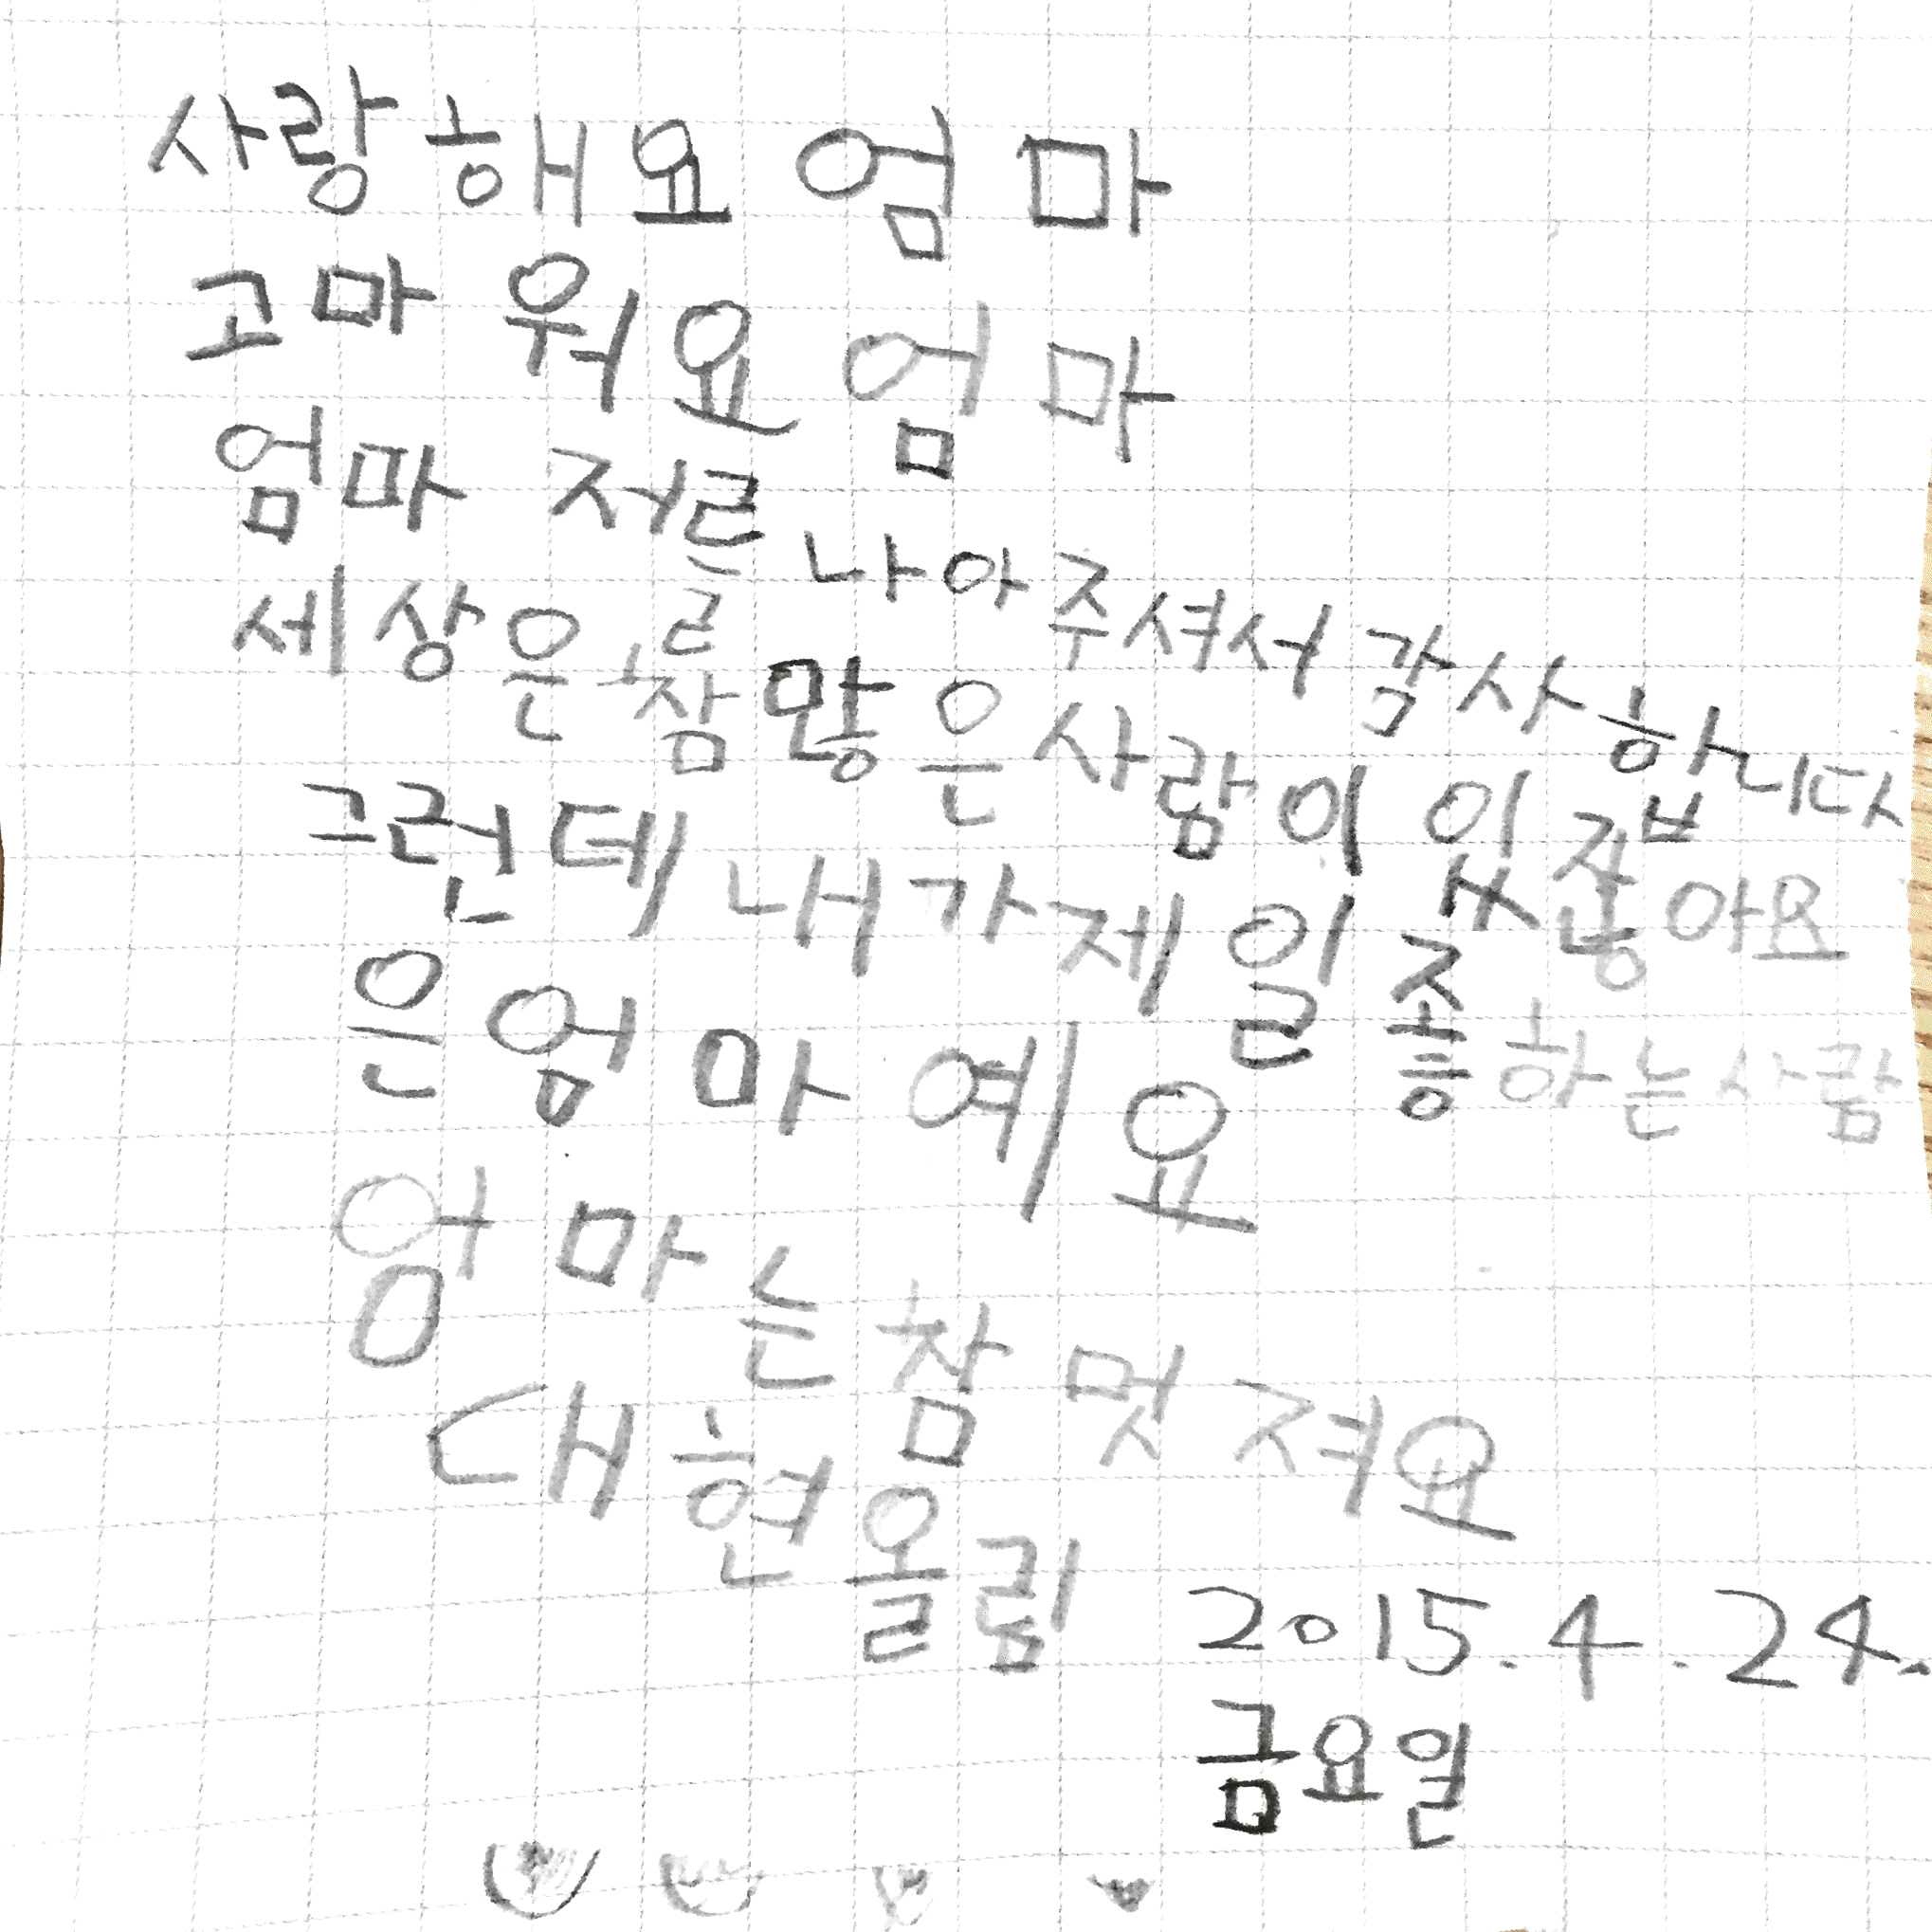 사랑해요 엄마
고마워요 엄마
엄마 저를 나아주셔서 감사합니다
세상은 참 많은 사람이 있잖아요
그런데 내가 제일 좋하는 사람
은 엄마예요
엄마는 참 멋져요
대현 올림
2015.4.24.
금요일